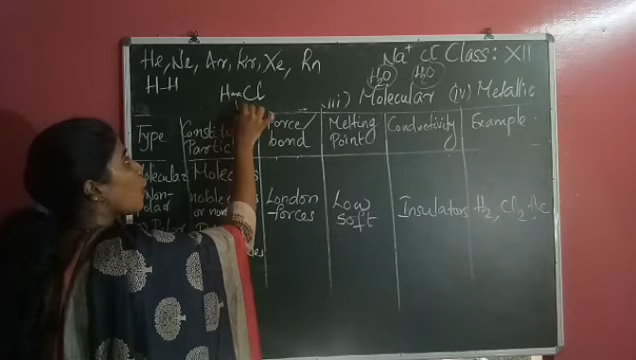 He, Ne, Ar, Kr, Xe, Rn
Na⁺ Cl Class: XII
H-H
H₂O H₂O
H-Cl
iii) Molecular (iv) Metallic
Type
Force/ bond
Melting Point
Conductivity
Example
Non-
London -forces
Low soft
Insulators
H₂, Cl₂